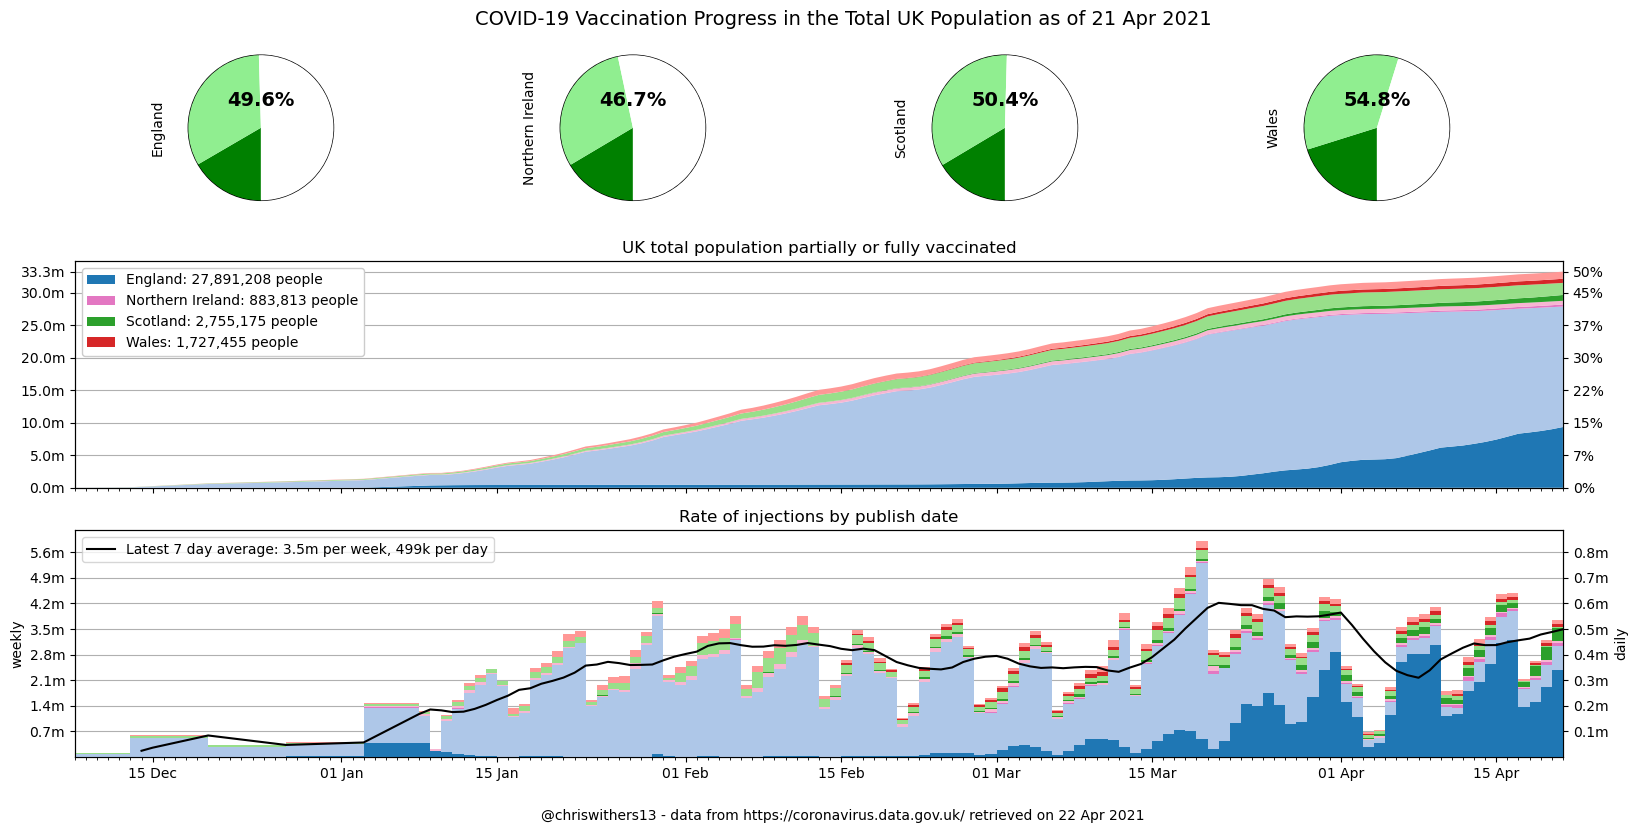 COVID-19 Vaccination Progress in the Total UK Population as of 21 Apr 2021
England
49.6%
Northern Ireland
46.7%
Scotland
50.4%
Wales
54.8%
UK total population partially or fully vaccinated
England: 27,891,208 people
Northern Ireland: 883,813 people
Scotland: 2,755,175 people
Wales: 1,727,455 people
33.3m
30.0m
25.0m
20.0m
15.0m
10.0m
5.0m
0.0m
50%
45%
37%
30%
22%
15%
7%
0%
Rate of injections by publish date
Latest 7 day average: 3.5m per week, 499k per day
weekly
5.6m
4.9m
4.2m
3.5m
2.8m
2.1m
1.4m
0.7m
0.8m
0.7m
0.6m
0.5m
0.4m
0.3m
0.2m
0.1m
daily
15 Dec
01 Jan
15 Jan
01 Feb
15 Feb
01 Mar
15 Mar
01 Apr
15 Apr
@chriswithers13 - data from https://coronavirus.data.gov.uk/ retrieved on 22 Apr 2021